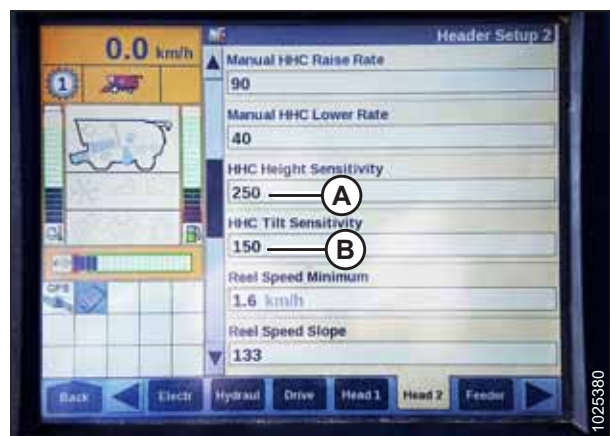 0.0 km/h
Header Setup 2
1
Manual HHC Raise Rate
90
Manual HHC Lower Rate
40
HHC Height Sensitivity
250
A
HHC Tilt Sensitivity
150
B
Reel Speed Minimum
1.6 km/h
Reel Speed Slope
133
GPS
Back
Electr
Hydraul
Drive
Head 1
Head 2
Feeder
1025380